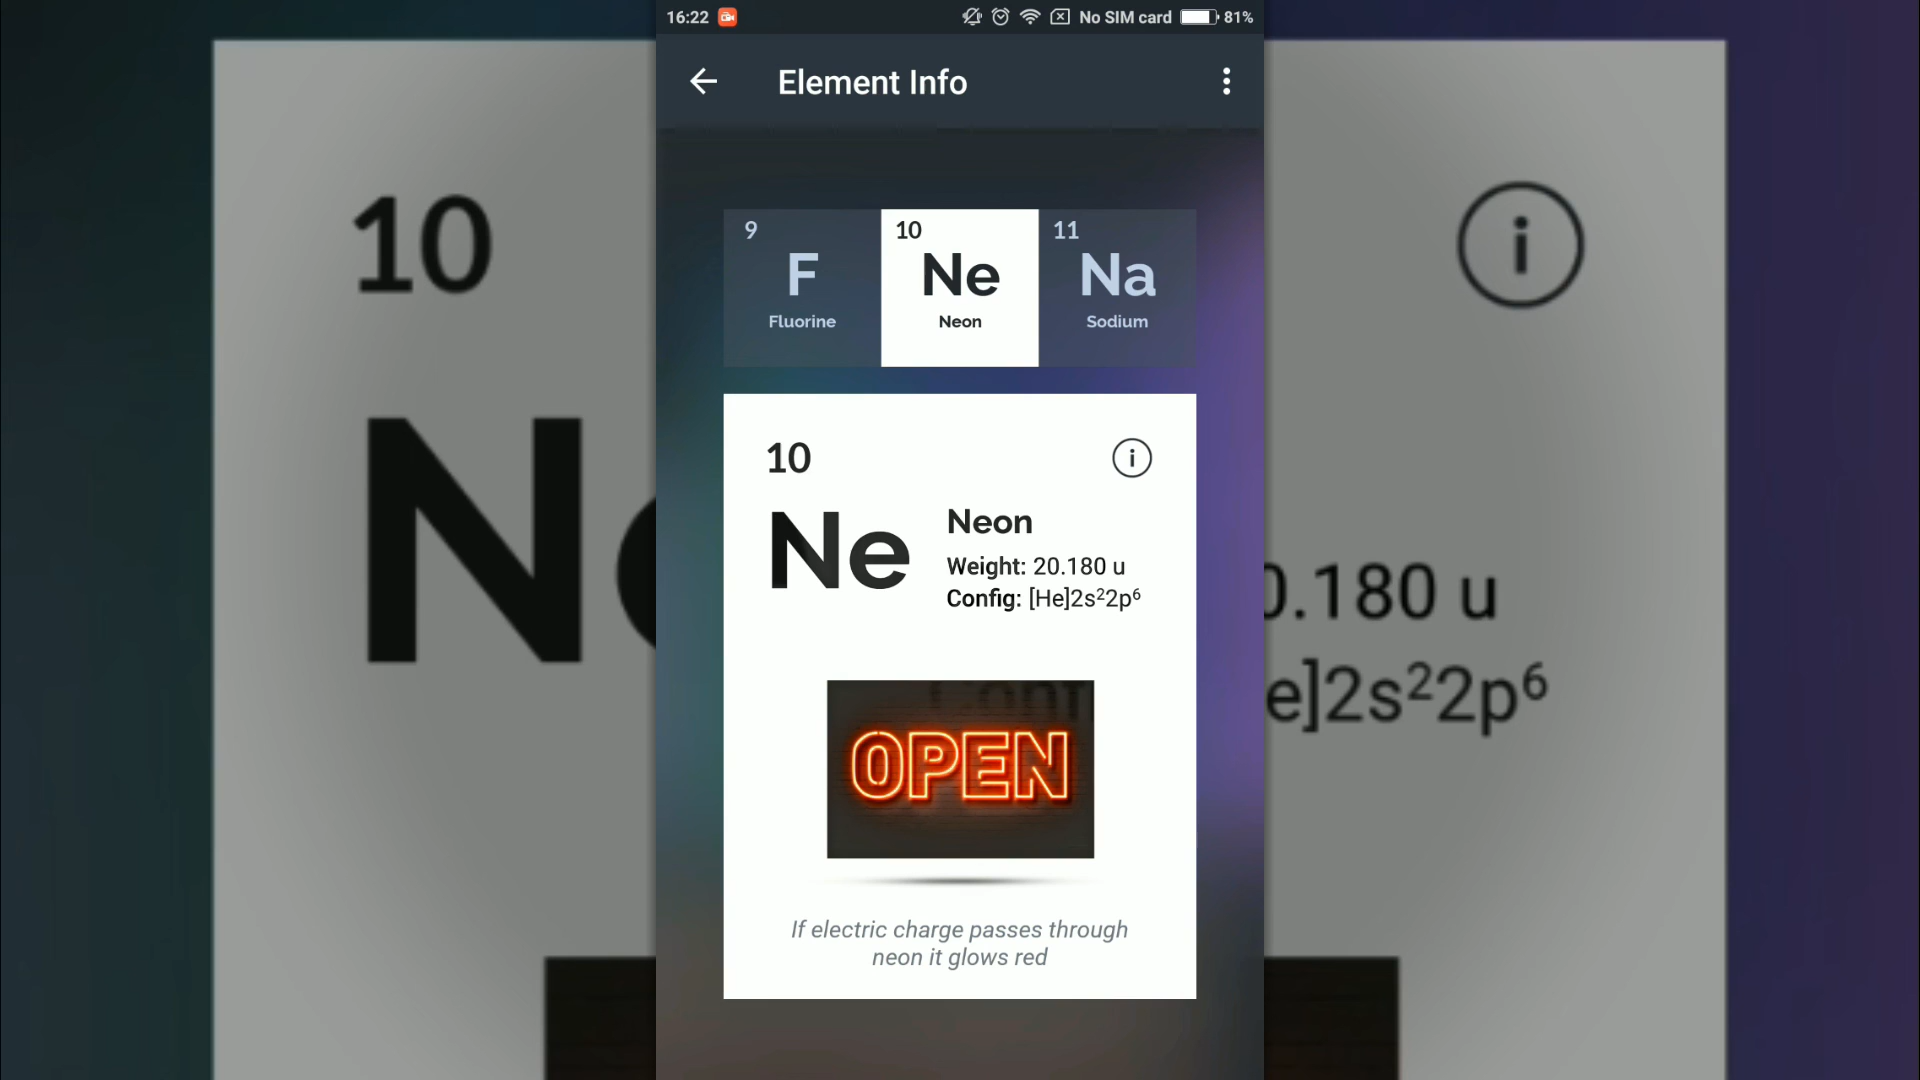 16:22 No SIM card 81%
Element Info
9 10 11
F Ne Na
Fluorine Neon Sodium
10
Ne
Neon
Weight: 20.180 u
Config: [He]2s²2p⁶
OPEN
If electric charge passes through
neon it glows red
10
N
0.180 u
e]2s²2p⁶